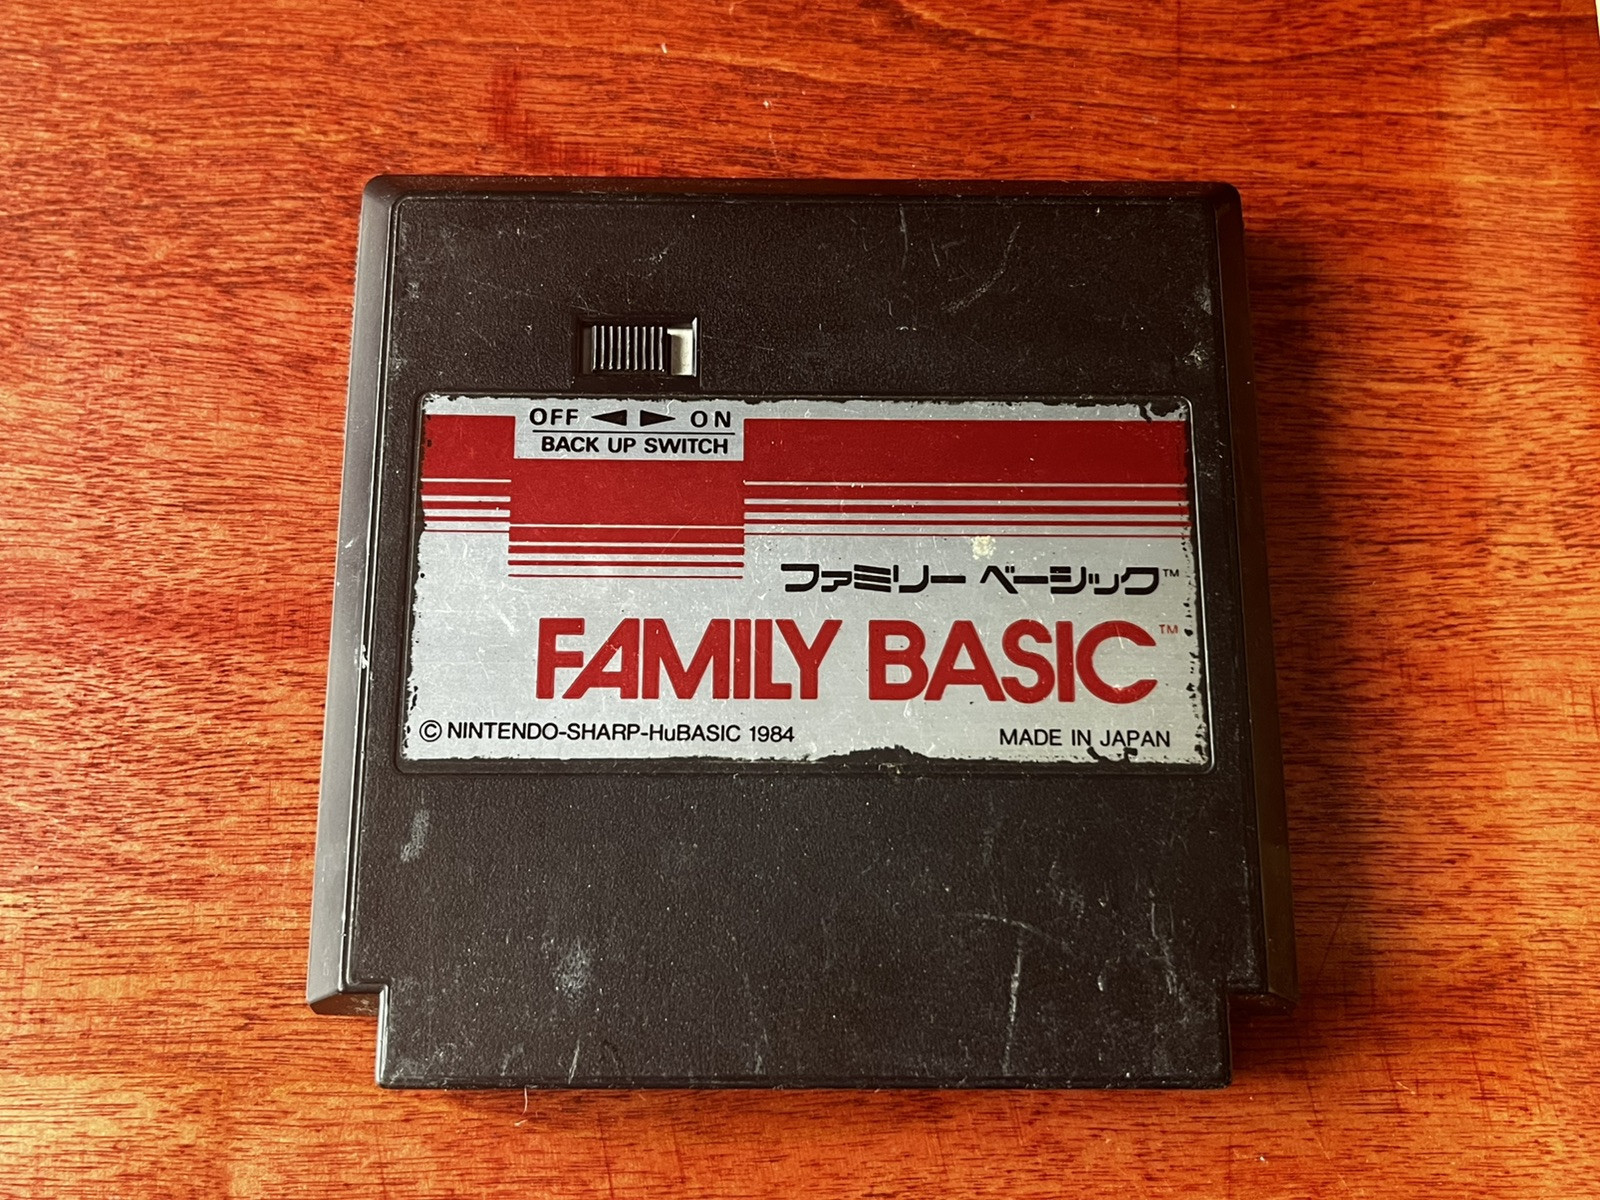 OFF ◀ ▶ ON
BACK UP SWITCH
ファミリー ベーシック™
FAMILY BASIC™
© NINTENDO-SHARP-HuBASIC 1984
MADE IN JAPAN